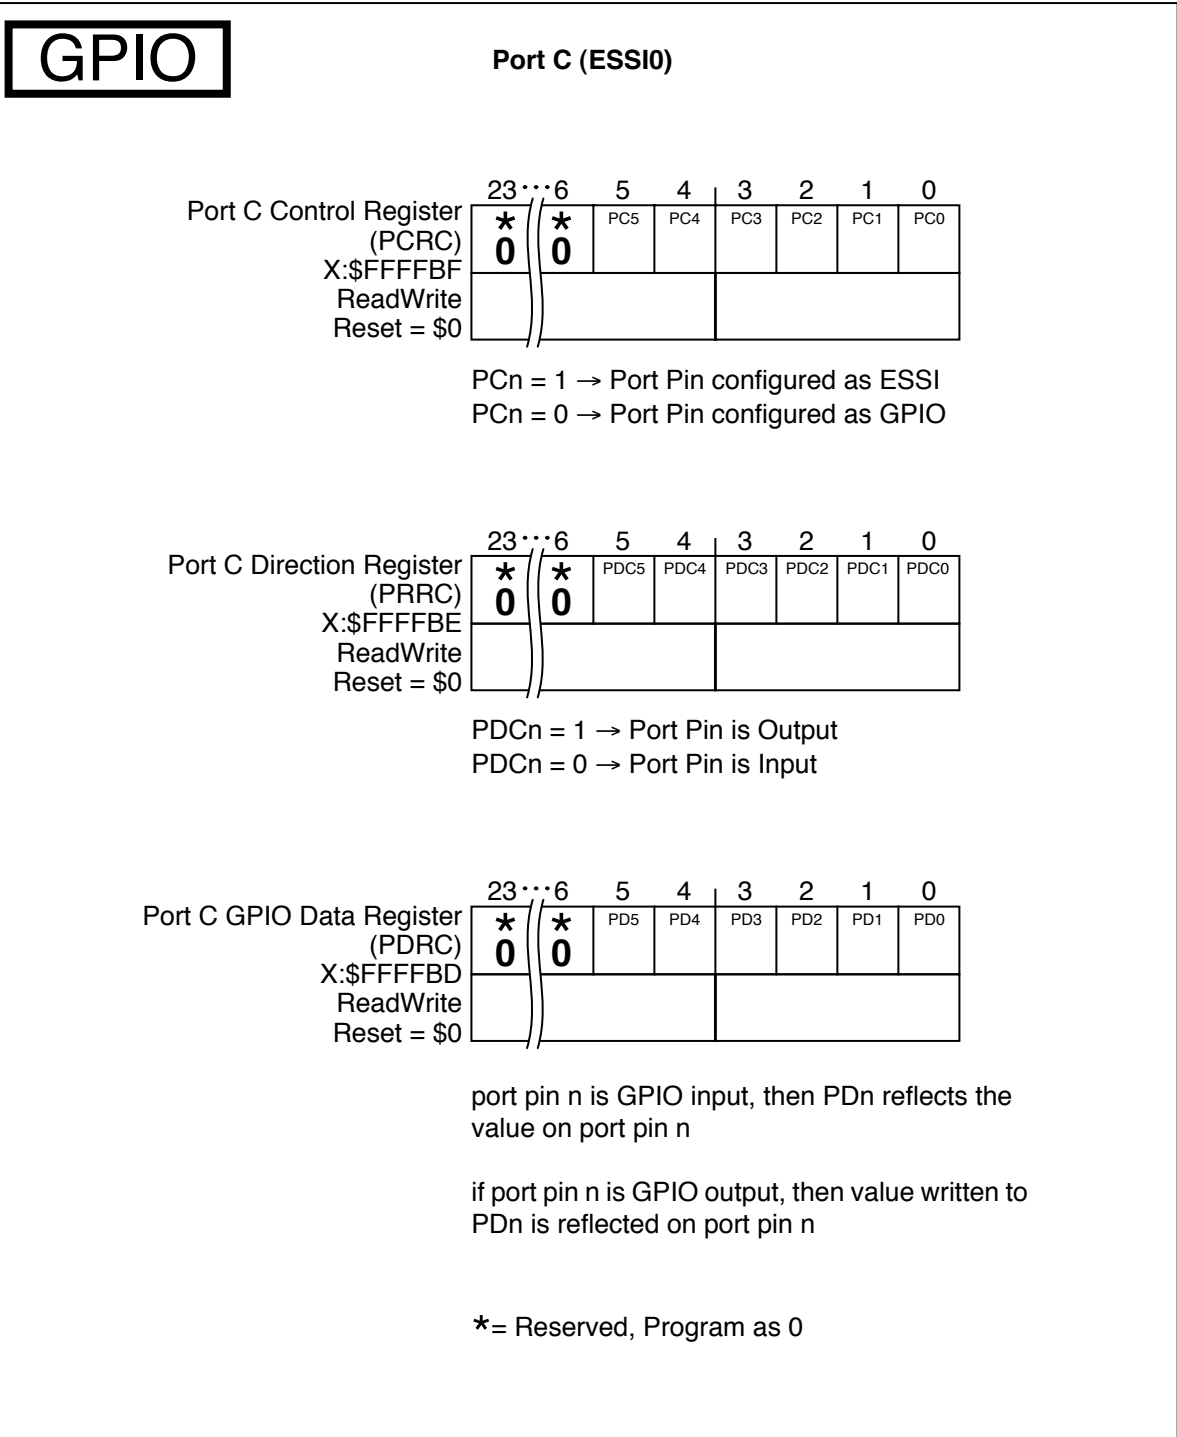 GPIO
Port C (ESSI0)
23 ··· 6 5 4 3 2 1 0
Port C Control Register
(PCRC)
X:$FFFFBF
ReadWrite
Reset = $0
* * PC5 PC4 PC3 PC2 PC1 PC0
0 0
PCn = 1 → Port Pin configured as ESSI
PCn = 0 → Port Pin configured as GPIO
23 ··· 6 5 4 3 2 1 0
Port C Direction Register
(PRRC)
X:$FFFFBE
ReadWrite
Reset = $0
* * PDC5 PDC4 PDC3 PDC2 PDC1 PDC0
0 0
PDCn = 1 → Port Pin is Output
PDCn = 0 → Port Pin is Input
23 ··· 6 5 4 3 2 1 0
Port C GPIO Data Register
(PDRC)
X:$FFFFBD
ReadWrite
Reset = $0
* * PD5 PD4 PD3 PD2 PD1 PD0
0 0
port pin n is GPIO input, then PDn reflects the
value on port pin n
if port pin n is GPIO output, then value written to
PDn is reflected on port pin n
*= Reserved, Program as 0